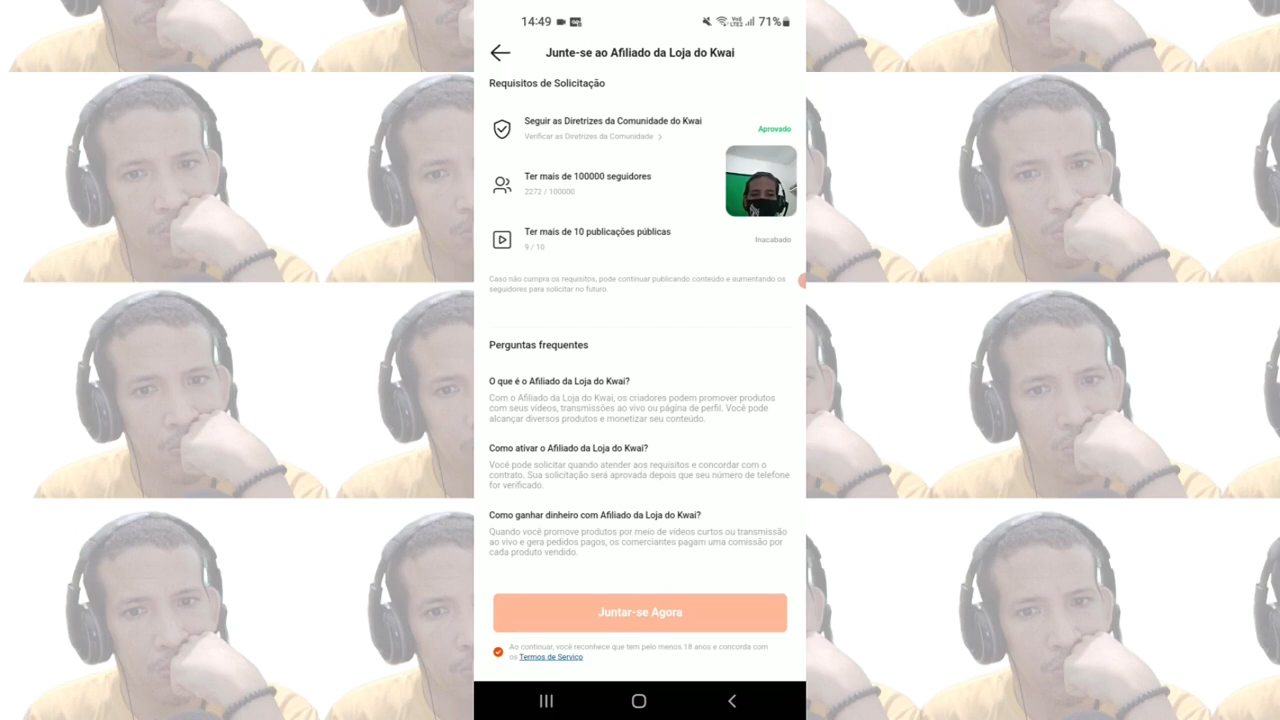 14:49
71%
Junte-se ao Afiliado da Loja do Kwai
Requisitos de Solicitação
Seguir as Diretrizes da Comunidade do Kwai
Verificar as Diretrizes da Comunidade >
Aprovado
Ter mais de 100000 seguidores
2272 / 100000
Ter mais de 10 publicações públicas
9 / 10
Inacabado
Caso não cumpra os requisitos, pode continuar publicando conteúdo e aumentando os
seguidores para solicitar no futuro.
Perguntas frequentes
O que é o Afiliado da Loja do Kwai?
Com o Afiliado da Loja do Kwai, os criadores podem promover produtos
com seus vídeos, transmissões ao vivo ou página de perfil. Você pode
alcançar diversos produtos e monetizar seu conteúdo.
Como ativar o Afiliado da Loja do Kwai?
Você pode solicitar quando atender aos requisitos e concordar com o
contrato. Sua solicitação será aprovada depois que seu número de telefone
for verificado.
Como ganhar dinheiro com Afiliado da Loja do Kwai?
Quando você promove produtos por meio de vídeos curtos ou transmissão
ao vivo e gera pedidos pagos, os comerciantes pagam uma comissão por
cada produto vendido.
Juntar-se Agora
Ao continuar, você reconhece que tem pelo menos 18 anos e concorda com
os Termos de Serviço